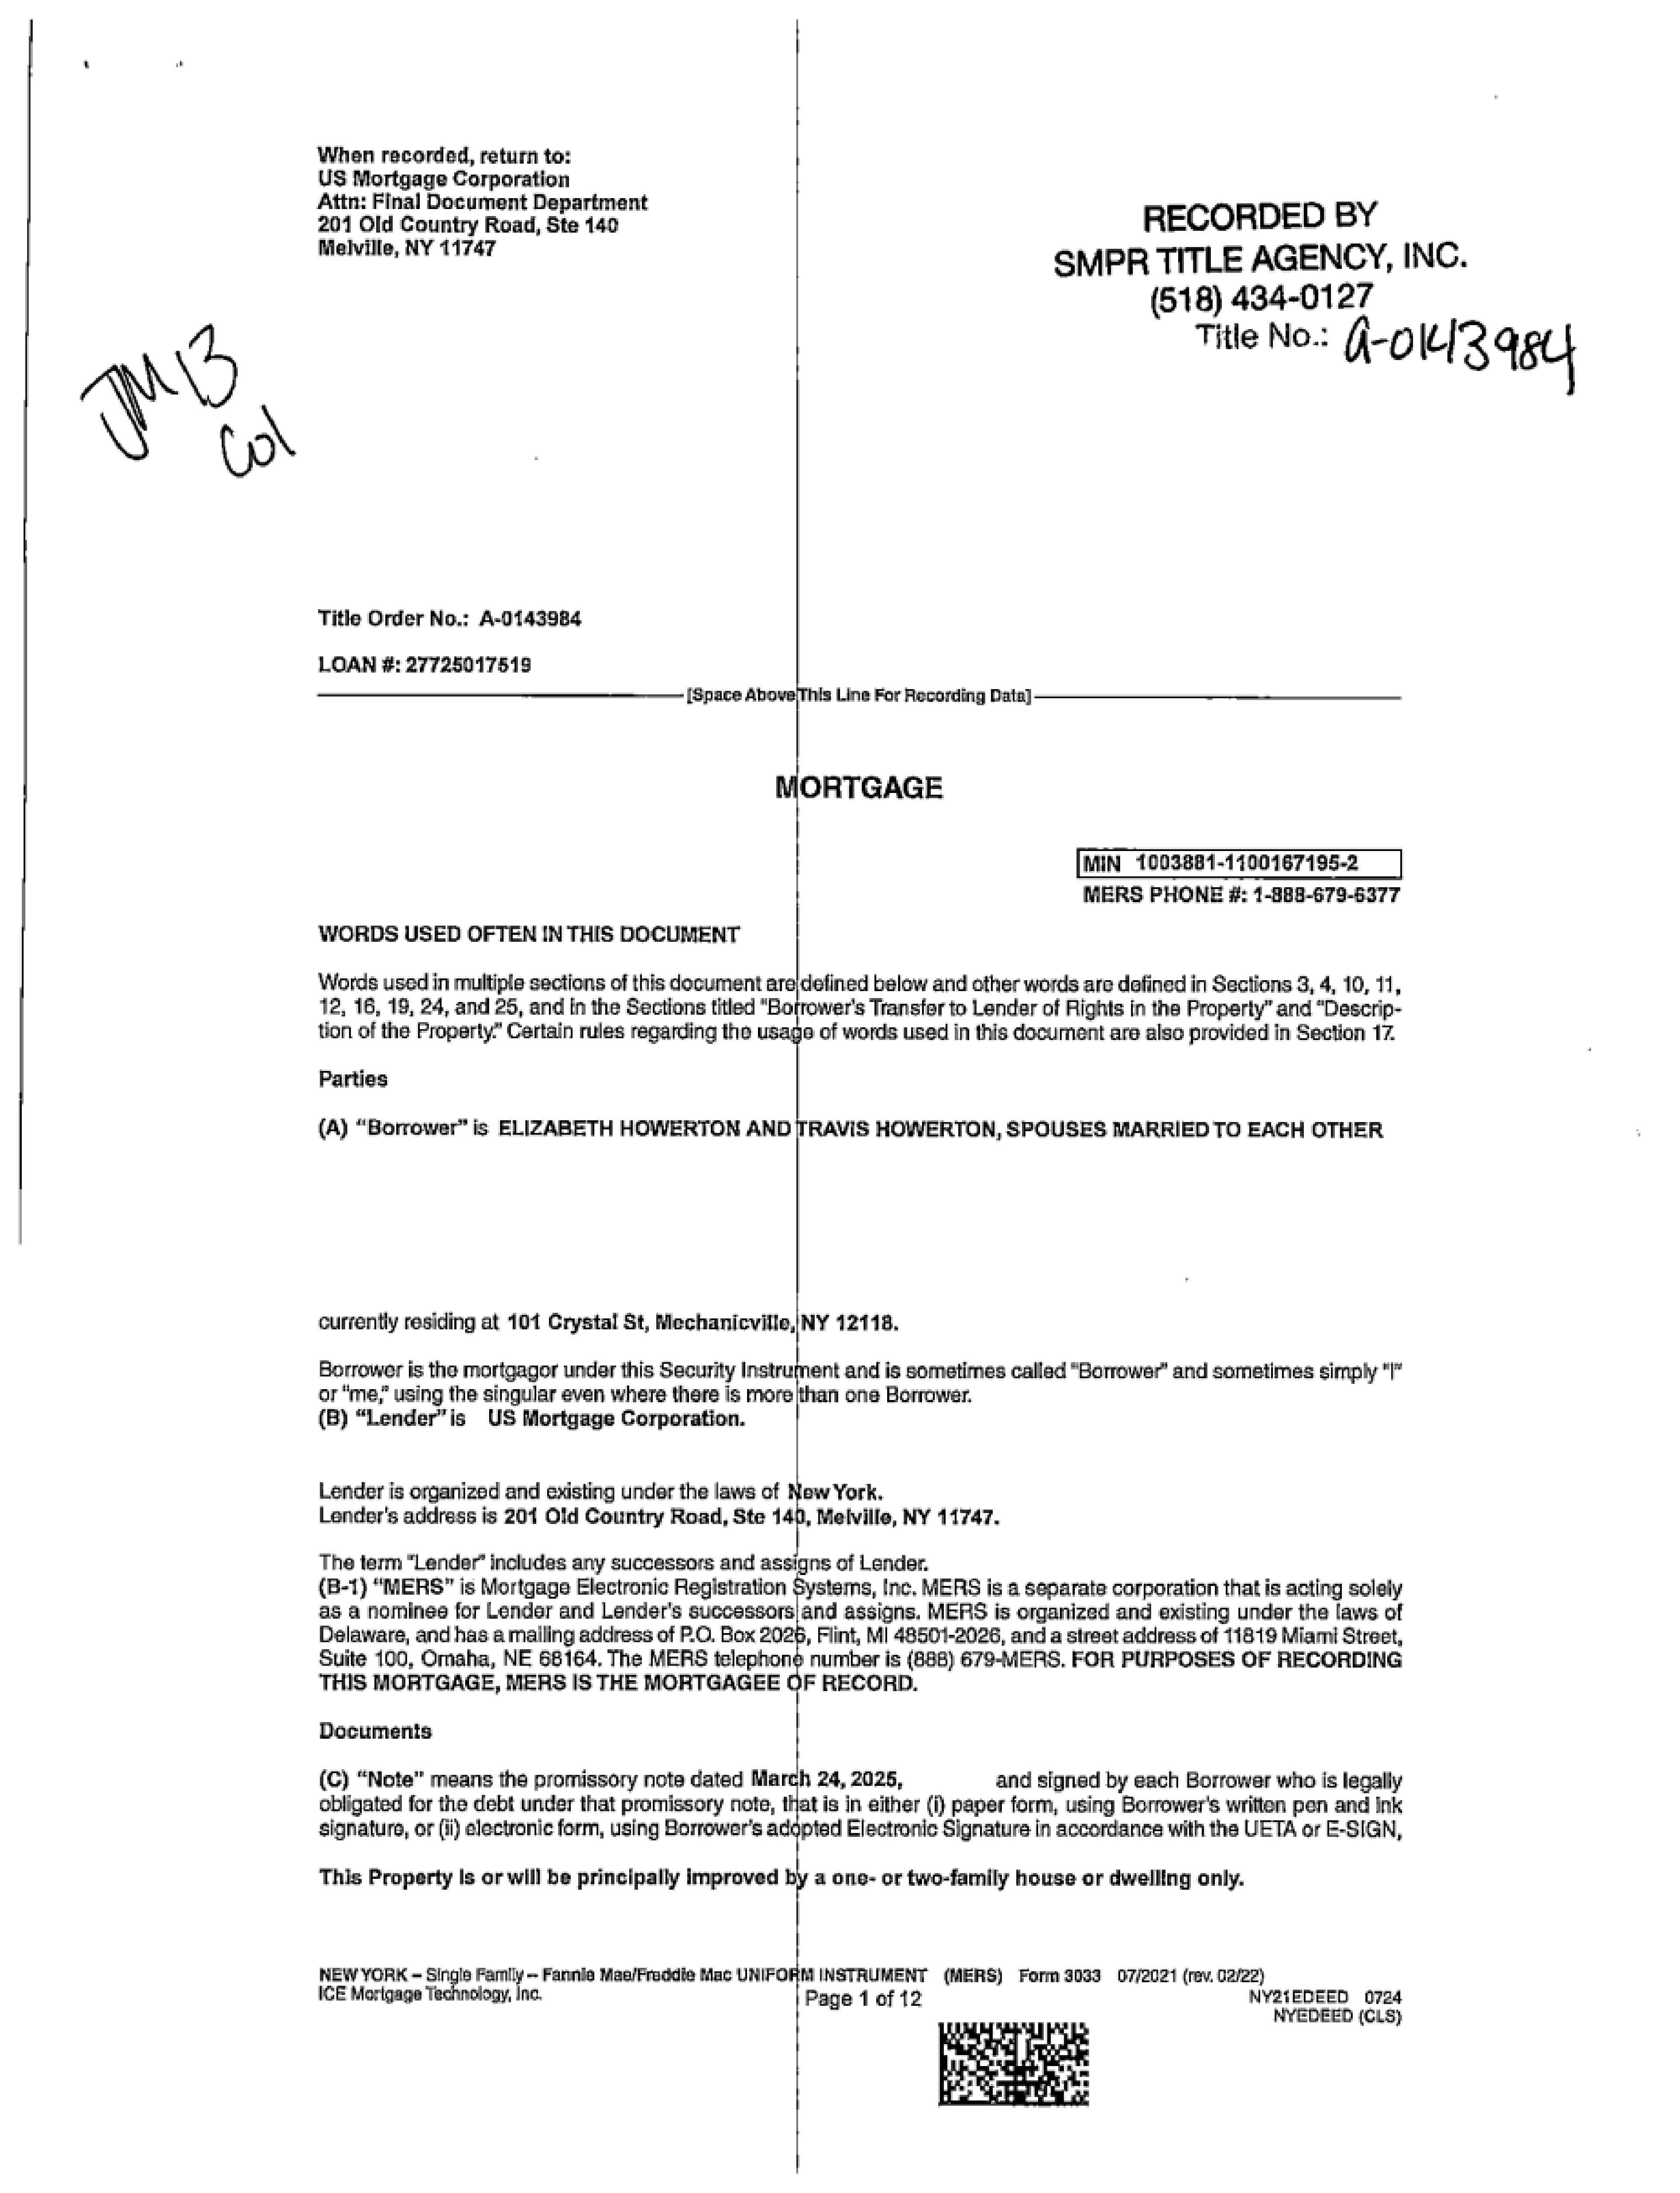 When recorded, return to:
US Mortgage Corporation
Attn: Final Document Department
201 Old Country Road, Ste 140
Melville, NY 11747
RECORDED BY
SMPR TITLE AGENCY, INC.
(518) 434-0127
Title No.: A-0143984
Title Order No.: A-0143984
LOAN #: 27725017519
[Space Above This Line For Recording Data]
MORTGAGE
MIN 1003881-1100167195-2
MERS PHONE #: 1-888-679-6377
WORDS USED OFTEN IN THIS DOCUMENT
Words used in multiple sections of this document are defined below and other words are defined in Sections 3, 4, 10, 11,
12, 16, 19, 24, and 25, and in the Sections titled "Borrower's Transfer to Lender of Rights in the Property" and "Descrip-
tion of the Property." Certain rules regarding the usage of words used in this document are also provided in Section 17.
Parties
(A) "Borrower" is ELIZABETH HOWERTON AND TRAVIS HOWERTON, SPOUSES MARRIED TO EACH OTHER
currently residing at 101 Crystal St, Mechanicville, NY 12118.
Borrower is the mortgagor under this Security Instrument and is sometimes called "Borrower" and sometimes simply "I"
or "me," using the singular even where there is more than one Borrower.
(B) "Lender" is US Mortgage Corporation.
Lender is organized and existing under the laws of New York.
Lender's address is 201 Old Country Road, Ste 140, Melville, NY 11747.
The term "Lender" includes any successors and assigns of Lender.
(B-1) "MERS" is Mortgage Electronic Registration Systems, Inc. MERS is a separate corporation that is acting solely
as a nominee for Lender and Lender's successors and assigns. MERS is organized and existing under the laws of
Delaware, and has a mailing address of P.O. Box 2026, Flint, MI 48501-2026, and a street address of 11819 Miami Street,
Suite 100, Omaha, NE 68164. The MERS telephone number is (888) 679-MERS. FOR PURPOSES OF RECORDING
THIS MORTGAGE, MERS IS THE MORTGAGEE OF RECORD.
Documents
(C) "Note" means the promissory note dated March 24, 2025, and signed by each Borrower who is legally
obligated for the debt under that promissory note, that is in either (i) paper form, using Borrower's written pen and ink
signature, or (ii) electronic form, using Borrower's adopted Electronic Signature in accordance with the UETA or E-SIGN,
This Property is or will be principally improved by a one- or two-family house or dwelling only.
NEW YORK – Single Family – Fannie Mae/Freddie Mac UNIFORM INSTRUMENT (MERS) Form 3033 07/2021 (rev. 02/22)
ICE Mortgage Technology, Inc.
Page 1 of 12
NY21EDEED 0724
NYEDEED (CLS)